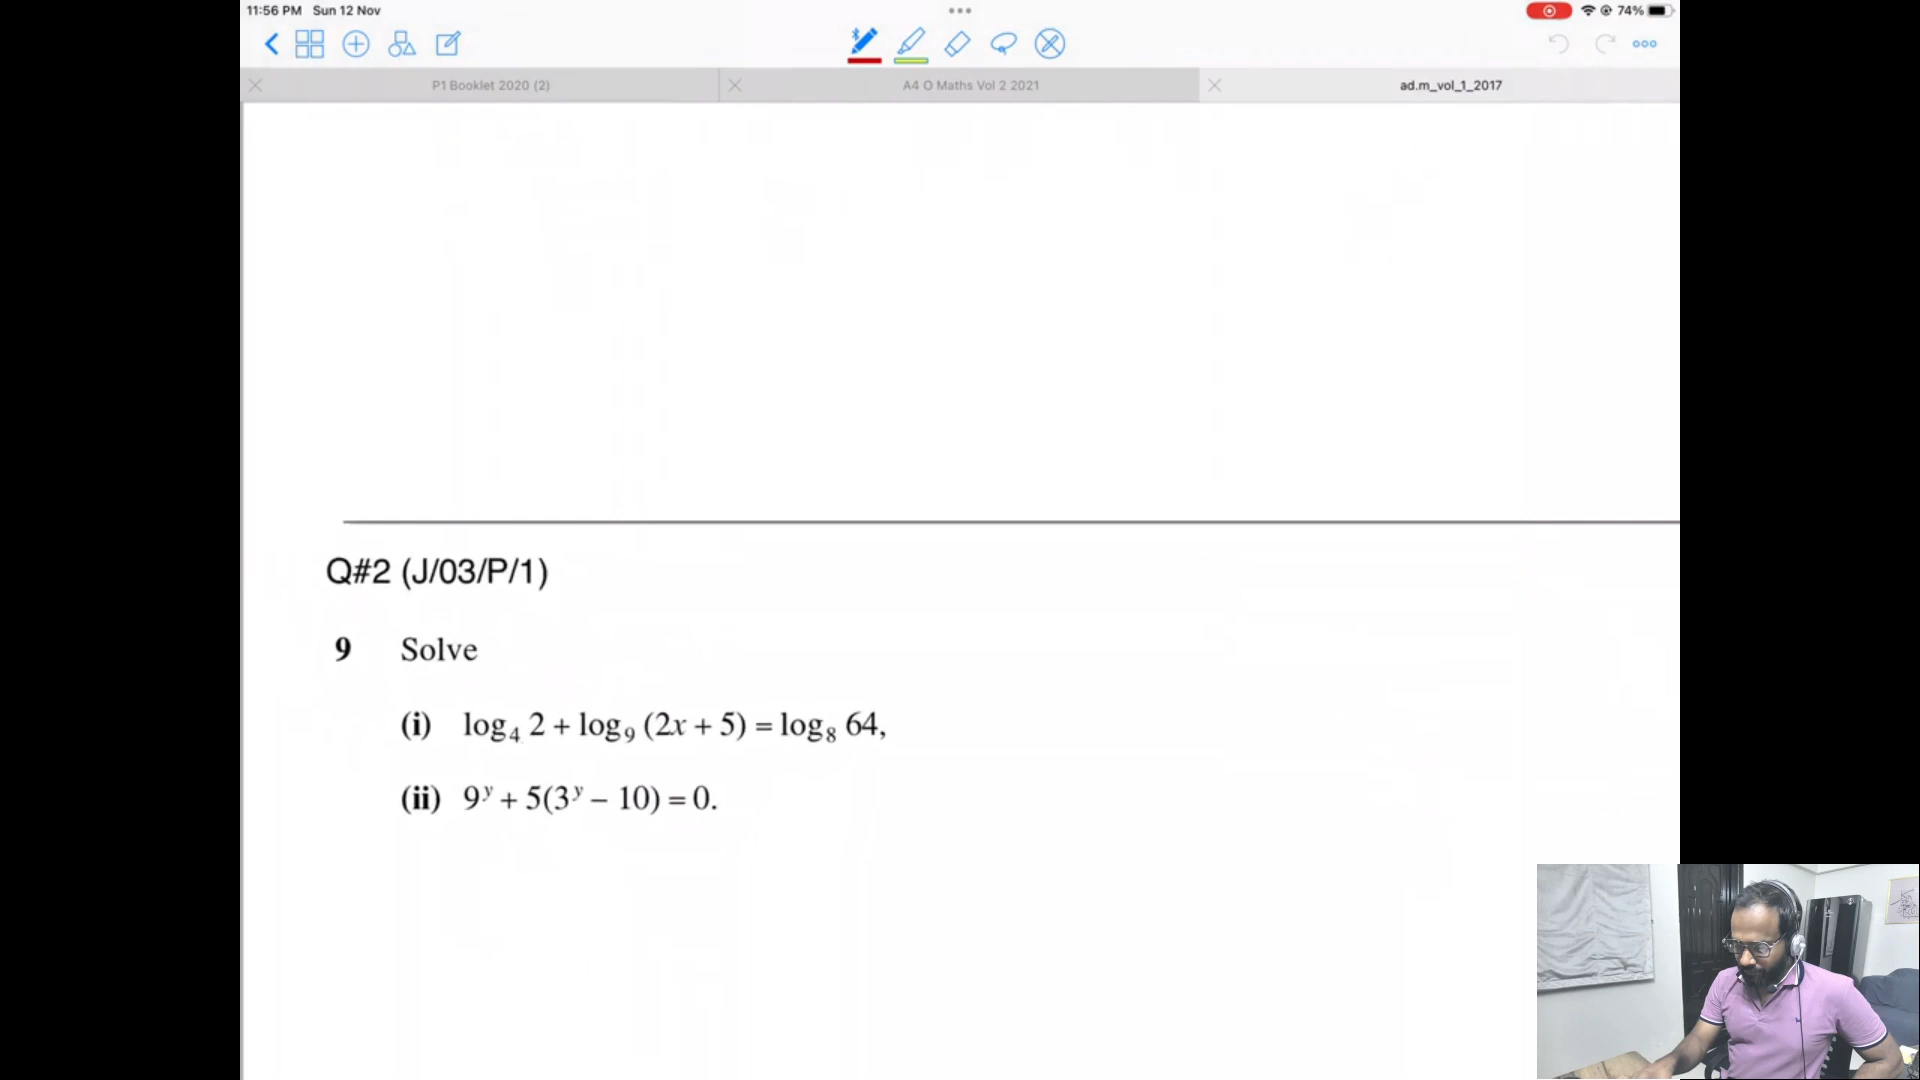 11:56 PM Sun 12 Nov
74%
P1 Booklet 2020 (2)
A4 O Maths Vol 2 2021
ad.m_vol_1_2017
Q#2 (J/03/P/1)
9 Solve
(i) log₄ 2 + log₉ (2x + 5) = log₈ 64,
(ii) 9ʸ + 5(3ʸ – 10) = 0.